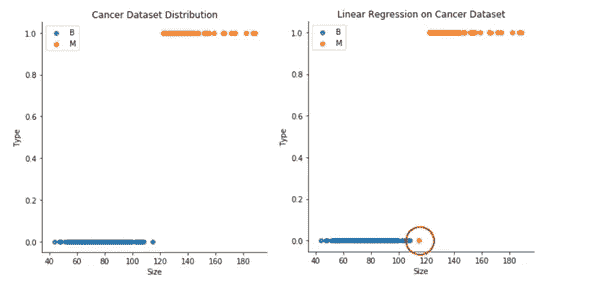 Cancer Dataset Distribution
B
M
1.0
0.8
0.6
0.4
0.2
0.0
Type
40 60 80 100 120 140 160 180
Size
Linear Regression on Cancer Dataset
B
M
1.0
0.8
0.6
0.4
0.2
0.0
Type
40 60 80 100 120 140 160 180
Size